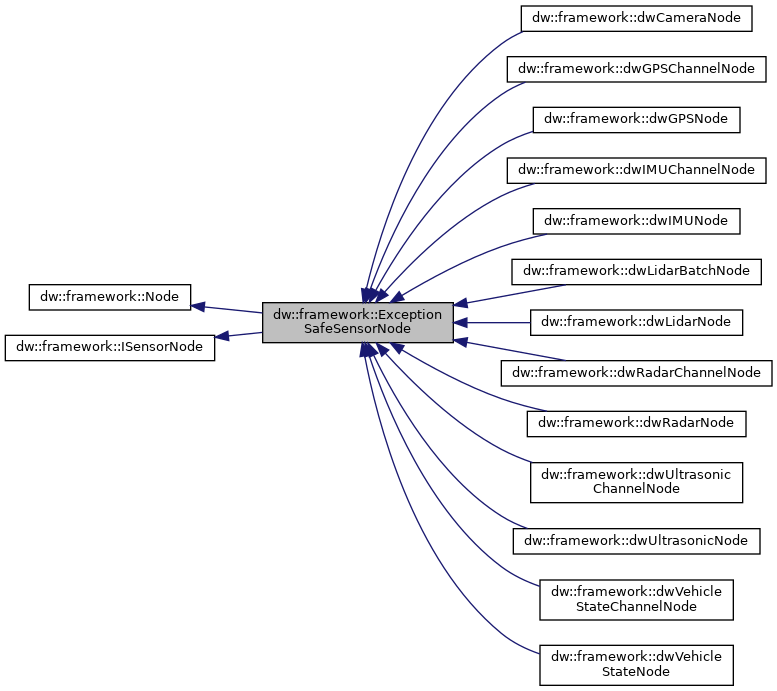 dw::framework::Node
dw::framework::ISensorNode
dw::framework::Exception
SafeSensorNode
dw::framework::dwCameraNode
dw::framework::dwGPSChannelNode
dw::framework::dwGPSNode
dw::framework::dwIMUChannelNode
dw::framework::dwIMUNode
dw::framework::dwLidarBatchNode
dw::framework::dwLidarNode
dw::framework::dwRadarChannelNode
dw::framework::dwRadarNode
dw::framework::dwUltrasonic
ChannelNode
dw::framework::dwUltrasonicNode
dw::framework::dwVehicle
StateChannelNode
dw::framework::dwVehicle
StateNode